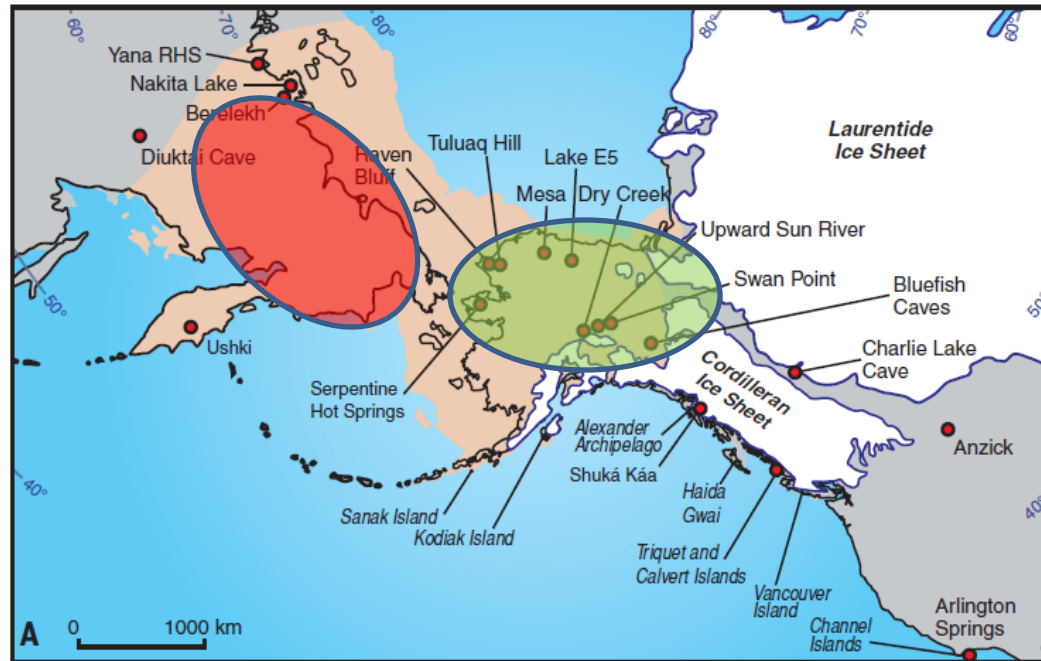 60°
70°
80°
80°
60°
Yana RHS
Nakita Lake
Berelekh
Diuktai Cave
Raven
Bluff
Tuluaq Hill
Lake E5
Mesa
Dry Creek
Laurentide
Ice Sheet
Upward Sun River
Swan Point
Bluefish
Caves
50°
50°
Ushki
Serpentine
Hot Springs
Charlie Lake
Cave
Cordilleran
Ice Sheet
Alexander
Archipelago
Shuká Káa
Anzick
Haida
Gwai
40°
40°
Sanak Island
Kodiak Island
Triquet and
Calvert Islands
Vancouver
Island
Channel
Islands
Arlington
Springs
A
0 1000 km